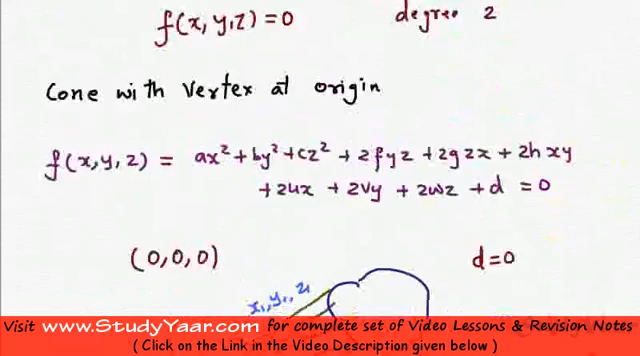 f(x, y, z) = 0 degree 2
Cone with Vertex at origin
f(x, y, z) = ax² + by² + cz² + 2fyz + 2gzx + 2hxy
+ 2ux + 2vy + 2wz + d = 0
(0, 0, 0) d = 0
x₁, y₁, z₁
Visit www.StudyYaar.com for complete set of Video Lessons & Revision Notes
( Click on the Link in the Video Description given below )